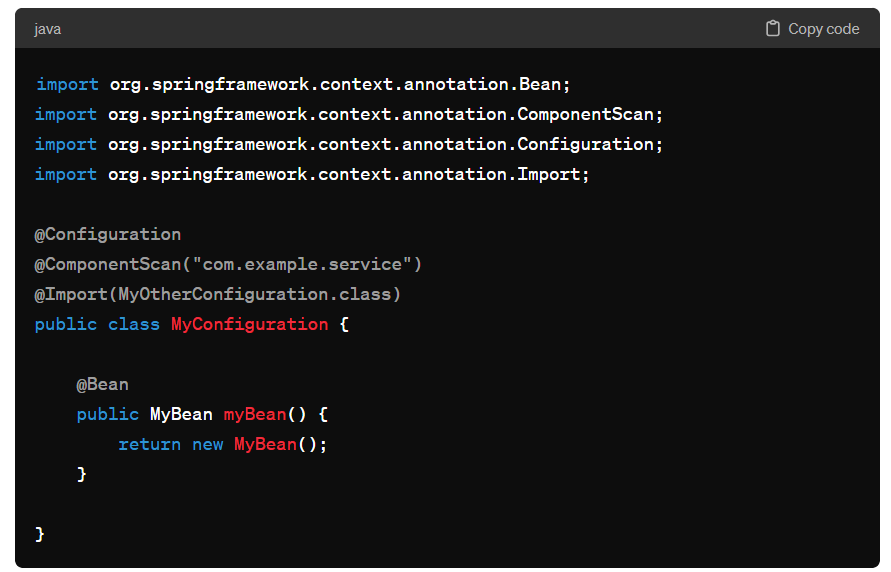 java
Copy code
import org.springframework.context.annotation.Bean;
import org.springframework.context.annotation.ComponentScan;
import org.springframework.context.annotation.Configuration;
import org.springframework.context.annotation.Import;
@Configuration
@ComponentScan("com.example.service")
@Import(MyOtherConfiguration.class)
public class MyConfiguration {
@Bean
public MyBean myBean() {
return new MyBean();
}
}